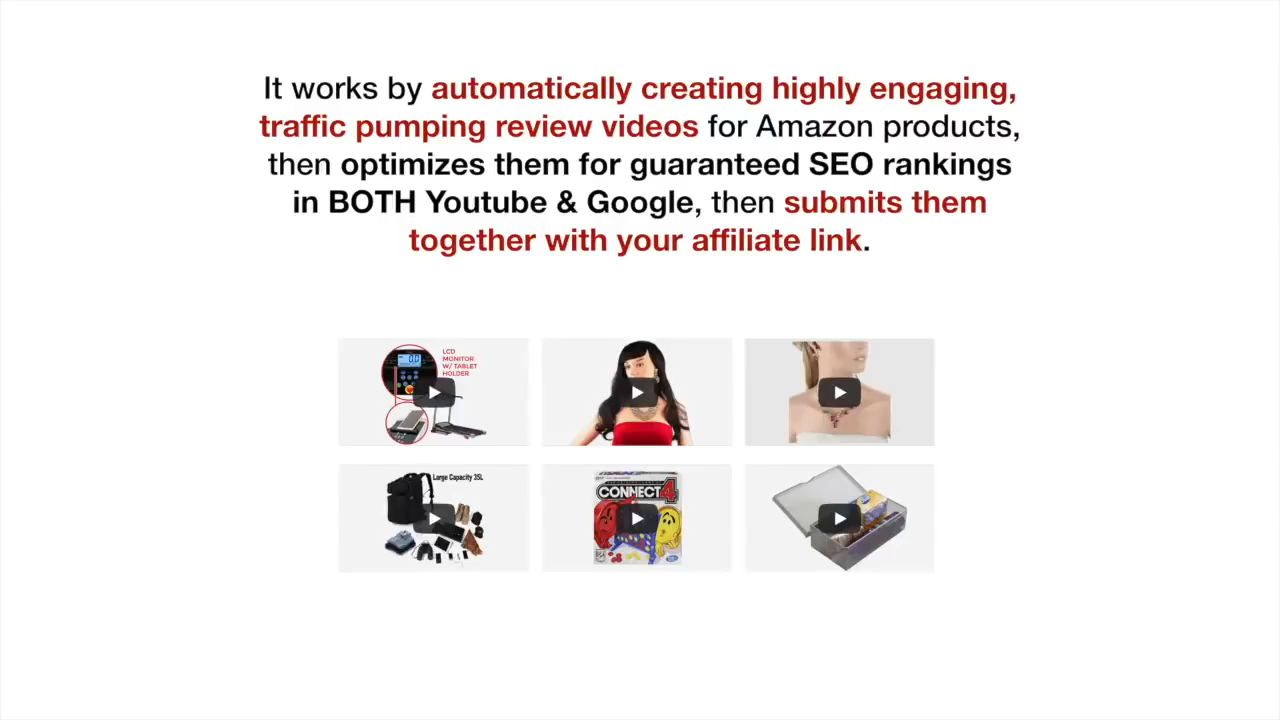 It works by automatically creating highly engaging,
traffic pumping review videos for Amazon products,
then optimizes them for guaranteed SEO rankings
in BOTH Youtube & Google, then submits them
together with your affiliate link.
LCD
MONITOR
W/ TABLET
HOLDER
Large Capacity 35L
CONNECT 4